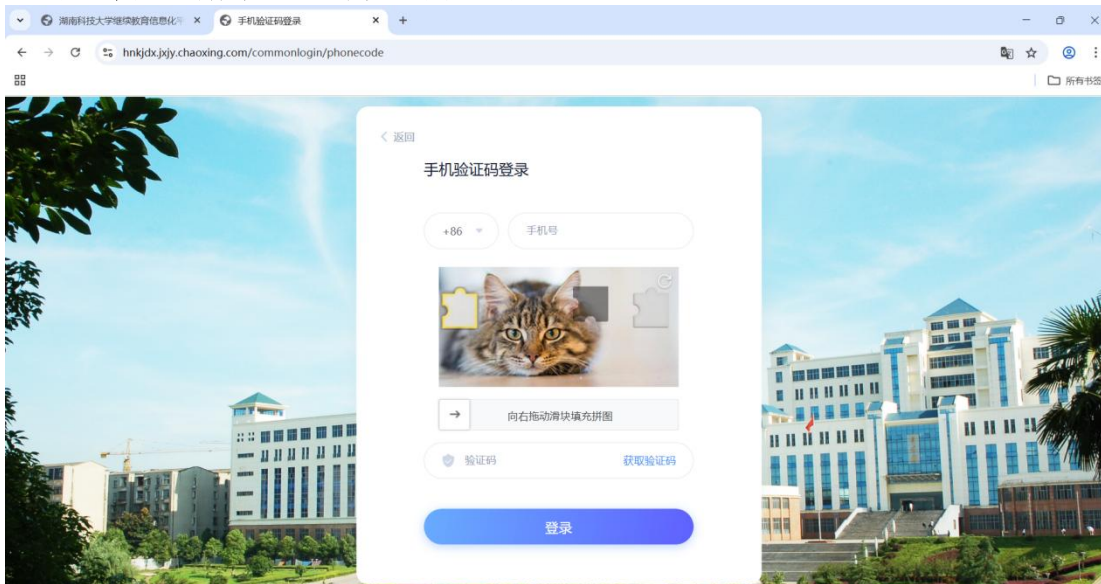 湖南科技大学继续教育信息化平
手机验证码登录
hnkjdx.jxjy.chaoxing.com/commonlogin/phonecode
所有书签
返回
手机验证码登录
+86
手机号
向右拖动滑块填充拼图
验证码
获取验证码
登录